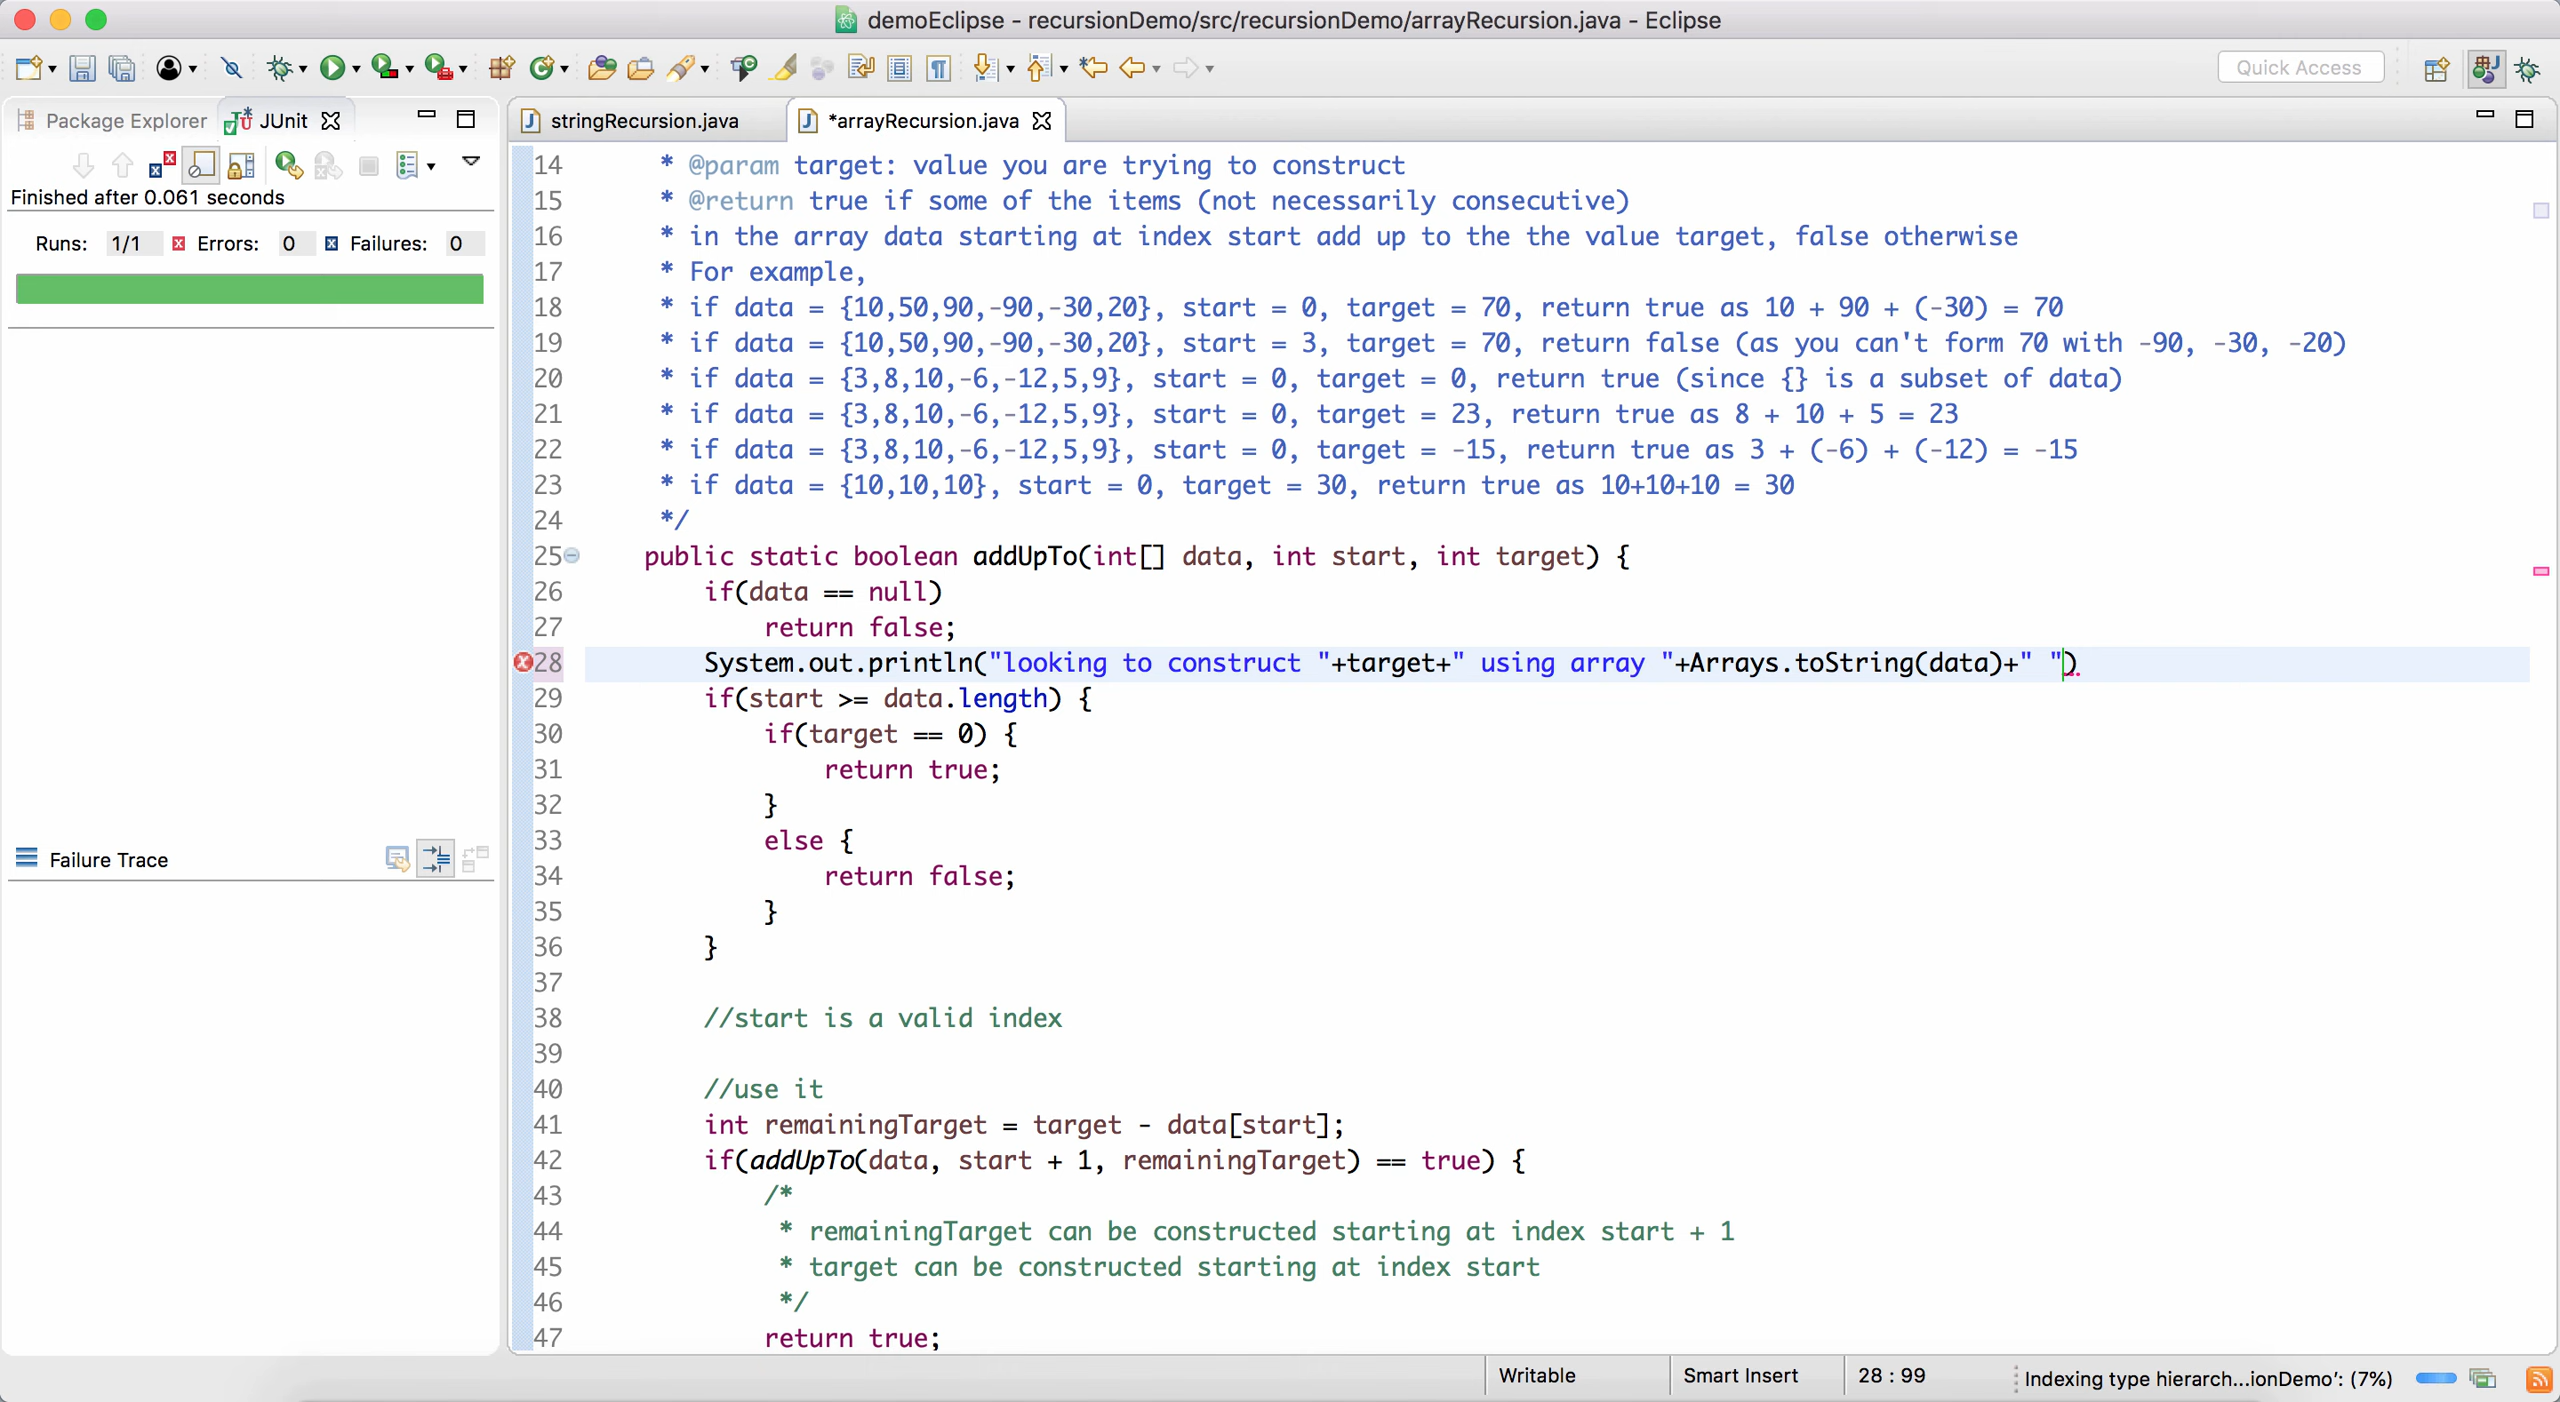 demoEclipse - recursionDemo/src/recursionDemo/arrayRecursion.java - Eclipse
Quick Access
Package Explorer
JUnit
stringRecursion.java
*arrayRecursion.java
Finished after 0.061 seconds
Runs: 1/1 Errors: 0 Failures: 0
Failure Trace
14 * @param target: value you are trying to construct
15 * @return true if some of the items (not necessarily consecutive)
16 * in the array data starting at index start add up to the the value target, false otherwise
17 * For example,
18 * if data = {10,50,90,-90,-30,20}, start = 0, target = 70, return true as 10 + 90 + (-30) = 70
19 * if data = {10,50,90,-90,-30,20}, start = 3, target = 70, return false (as you can't form 70 with -90, -30, -20)
20 * if data = {3,8,10,-6,-12,5,9}, start = 0, target = 0, return true (since {} is a subset of data)
21 * if data = {3,8,10,-6,-12,5,9}, start = 0, target = 23, return true as 8 + 10 + 5 = 23
22 * if data = {3,8,10,-6,-12,5,9}, start = 0, target = -15, return true as 3 + (-6) + (-12) = -15
23 * if data = {10,10,10}, start = 0, target = 30, return true as 10+10+10 = 30
24 */
25 public static boolean addUpTo(int[] data, int start, int target) {
26 if(data == null)
27 return false;
28 System.out.println("looking to construct "+target+" using array "+Arrays.toString(data)+" ")
29 if(start >= data.length) {
30 if(target == 0) {
31 return true;
32 }
33 else {
34 return false;
35 }
36 }
37
38 //start is a valid index
39
40 //use it
41 int remainingTarget = target - data[start];
42 if(addUpTo(data, start + 1, remainingTarget) == true) {
43 /*
44 * remainingTarget can be constructed starting at index start + 1
45 * target can be constructed starting at index start
46 */
47 return true;
Writable
Smart Insert
28 : 99
Indexing type hierarch...ionDemo': (7%)